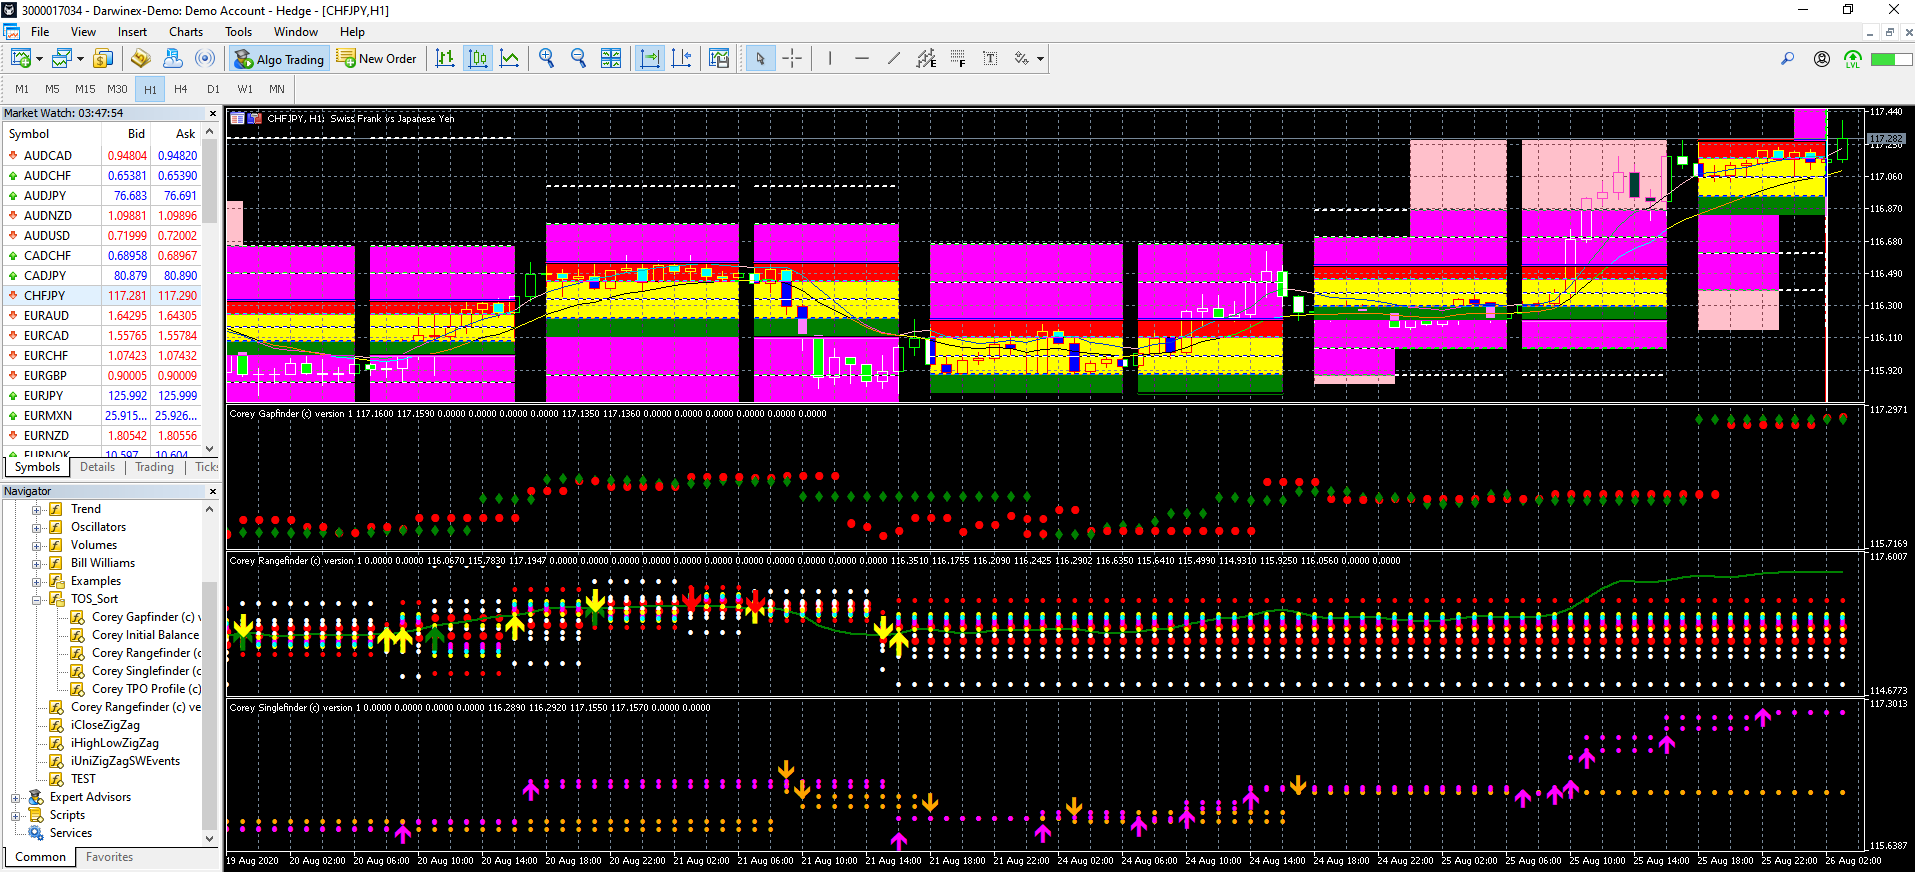 3000017034 - Darwinex-Demo: Demo Account - Hedge - [CHFJPY,H1]
File View Insert Charts Tools Window Help
Algo Trading New Order
LVL
M1 M5 M15 M30 H1 H4 D1 W1 MN
Market Watch: 03:47:54
Symbol Bid Ask
AUDCAD 0.94804 0.94820
AUDCHF 0.65381 0.65390
AUDJPY 76.683 76.691
AUDNZD 1.09881 1.09896
AUDUSD 0.71999 0.72002
CADCHF 0.68958 0.68967
CADJPY 80.879 80.890
CHFJPY 117.281 117.290
EURAUD 1.64295 1.64305
EURCAD 1.55765 1.55784
EURCHF 1.07423 1.07432
EURGBP 0.90005 0.90009
EURJPY 125.992 125.999
EURMXN 25.915... 25.926...
EURNZD 1.80542 1.80556
EURNOK 10.597... 10.604...
Symbols Details Trading Ticks
Navigator
Trend
Oscillators
Volumes
Bill Williams
Examples
TOS_Sort
Corey Gapfinder (c) v
Corey Initial Balance
Corey Rangefinder (c
Corey Singlefinder (c
Corey TPO Profile (c)
Corey Rangefinder (c) ve
iCloseZigZag
iHighLowZigZag
iUniZigZagSWEvents
TEST
Expert Advisors
Scripts
Services
Common Favorites
CHFJPY, H1: Swiss Frank vs Japanese Yen
117.440
117.282
117.250
117.060
116.870
116.680
116.490
116.300
116.110
115.920
Corey Gapfinder (c) version 1 117.1600 117.1590 0.0000 0.0000 0.0000 0.0000 117.1350 117.1360 0.0000 0.0000 0.0000 0.0000
117.2971
115.7169
Corey Rangefinder (c) version 1 0.0000 0.0000 116.0670 115.7830 117.1947 0.0000 0.0000 0.0000 0.0000 0.0000 0.0000 0.0000 0.0000 116.3510 116.1755 116.2090 116.2425 116.2902 116.6350 115.6410 115.4990 114.9310 115.9250 116.0560 0.0000 0.0000
117.6007
114.6773
Corey Singlefinder (c) version 1 0.0000 0.0000 0.0000 0.0000 116.2890 116.2920 117.1550 117.1570 0.0000 0.0000
117.3013
115.6387
19 Aug 2020 20 Aug 02:00 20 Aug 06:00 20 Aug 10:00 20 Aug 14:00 20 Aug 18:00 20 Aug 22:00 21 Aug 02:00 21 Aug 06:00 21 Aug 10:00 21 Aug 14:00 21 Aug 18:00 21 Aug 22:00 24 Aug 02:00 24 Aug 06:00 24 Aug 10:00 24 Aug 14:00 24 Aug 18:00 24 Aug 22:00 25 Aug 02:00 25 Aug 06:00 25 Aug 10:00 25 Aug 14:00 25 Aug 18:00 25 Aug 22:00 26 Aug 02:00